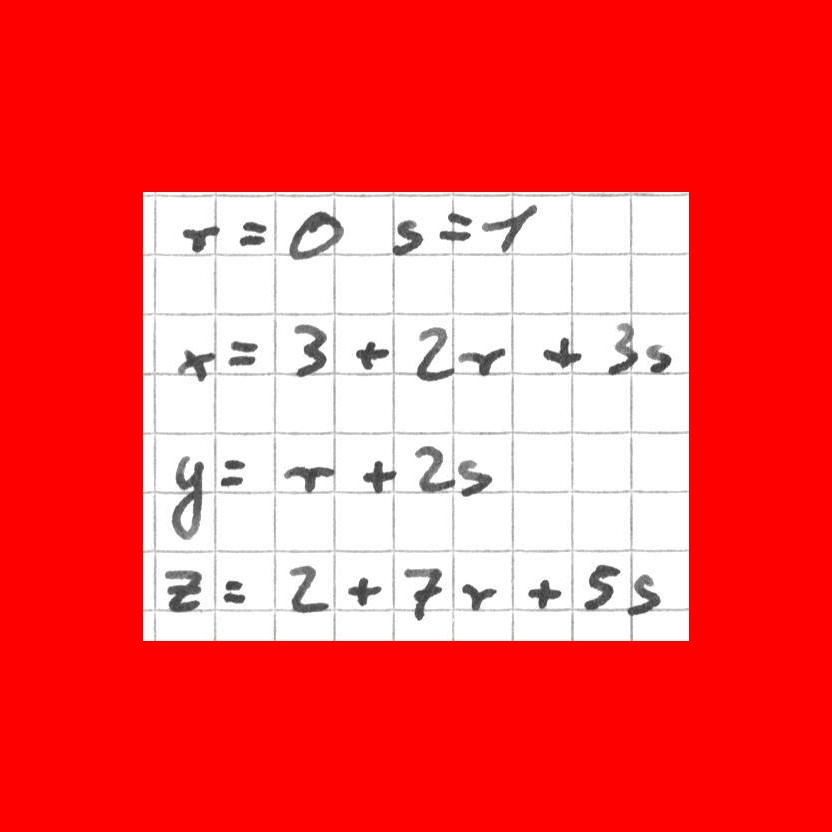 r = 0 s = 1
x = 3 + 2r + 3s
y = r + 2s
z = 2 + 7r + 5s